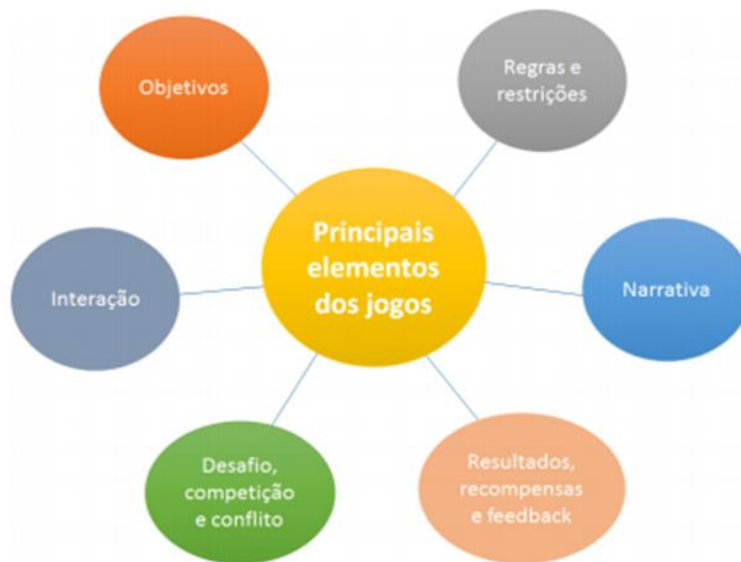 Objetivos
Regras e
restrições
Principais
elementos
dos jogos
Interação
Narrativa
Desafio,
competição
e conflito
Resultados,
recompensas
e feedback